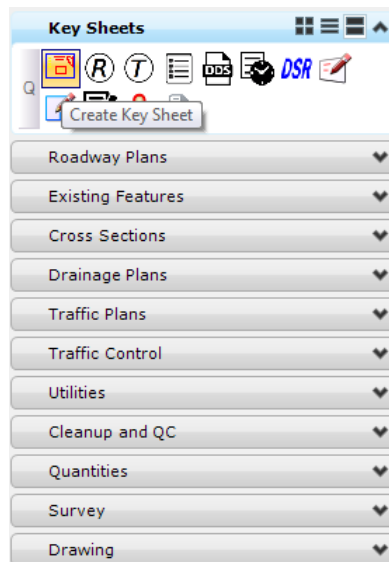 Key Sheets
R T DDS DSR
Q
Create Key Sheet
Roadway Plans
Existing Features
Cross Sections
Drainage Plans
Traffic Plans
Traffic Control
Utilities
Cleanup and QC
Quantities
Survey
Drawing